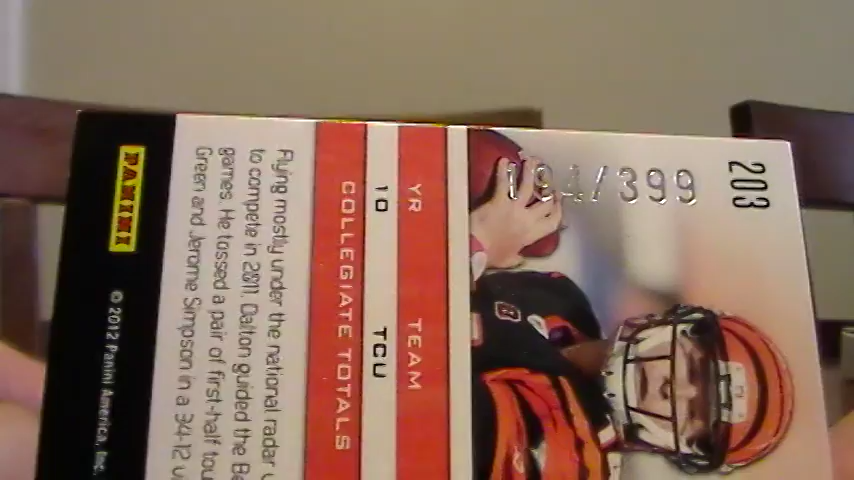 203
194/399
YR TEAM
10 TCU
COLLEGIATE TOTALS
Flying mostly under the national radar
to compete in 2011, Dalton guided the
games. He tossed a pair of first-half
Green and Jerome Simpson in a 34-12
PANINI
© 2012 Panini America, Inc.